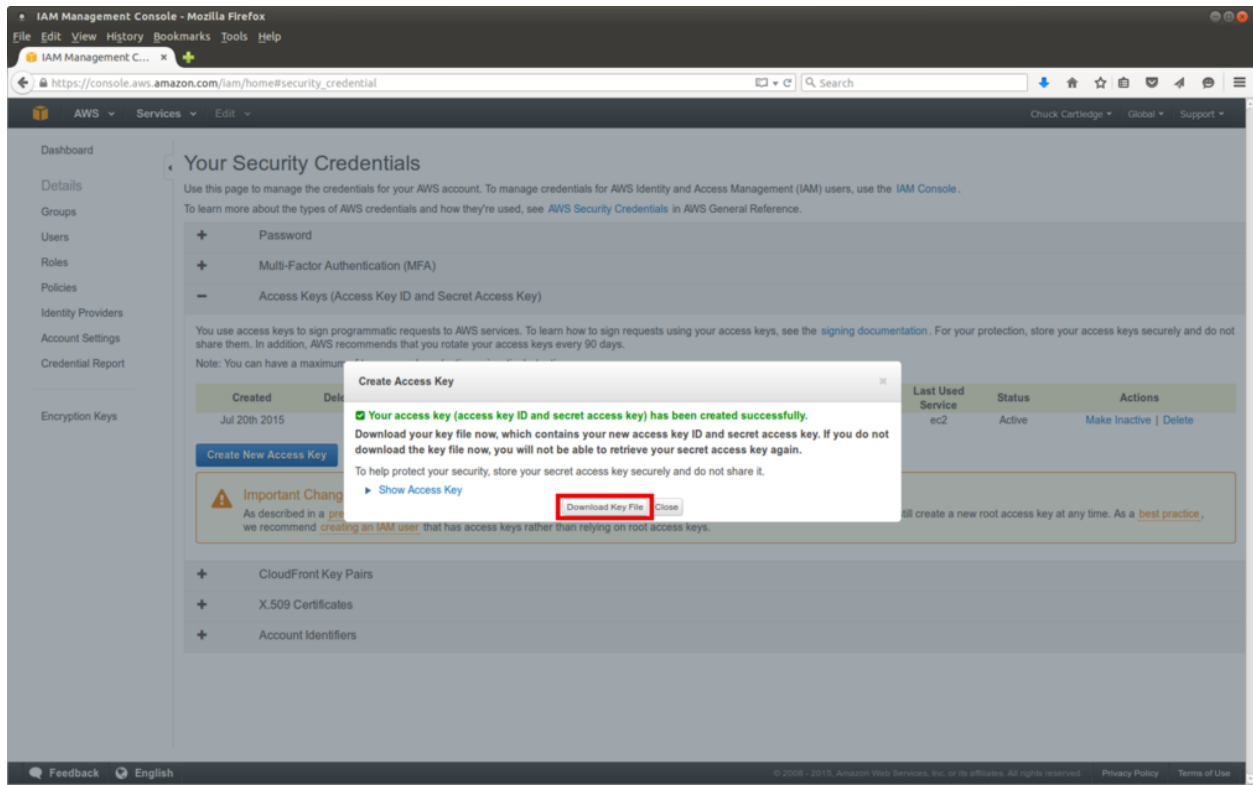 IAM Management Console - Mozilla Firefox
File Edit View History Bookmarks Tools Help
IAM Management C... ×
https://console.aws.amazon.com/iam/home#security_credential
Search
AWS Services Edit
Chuck Cartledge Global Support
Dashboard
Details
Groups
Users
Roles
Policies
Identity Providers
Account Settings
Credential Report
Encryption Keys
Your Security Credentials
Use this page to manage the credentials for your AWS account. To manage credentials for AWS Identity and Access Management (IAM) users, use the IAM Console.
To learn more about the types of AWS credentials and how they're used, see AWS Security Credentials in AWS General Reference.
+ Password
+ Multi-Factor Authentication (MFA)
− Access Keys (Access Key ID and Secret Access Key)
You use access keys to sign programmatic requests to AWS services. To learn how to sign requests using your access keys, see the signing documentation. For your protection, store your access keys securely and do not
share them. In addition, AWS recommends that you rotate your access keys every 90 days.
Note: You can have a maximum
Created Dele Last Used Service Status Actions
Jul 20th 2015 ec2 Active Make Inactive | Delete
Create New Access Key
Important Chang
As described in a pre till create a new root access key at any time. As a best practice,
we recommend creating an IAM user that has access keys rather than relying on root access keys.
Create Access Key ×
Your access key (access key ID and secret access key) has been created successfully.
Download your key file now, which contains your new access key ID and secret access key. If you do not
download the key file now, you will not be able to retrieve your secret access key again.
To help protect your security, store your secret access key securely and do not share it.
Show Access Key
Download Key File Close
+ CloudFront Key Pairs
+ X.509 Certificates
+ Account Identifiers
Feedback English
© 2008 - 2015, Amazon Web Services, Inc. or its affiliates. All rights reserved. Privacy Policy Terms of Use